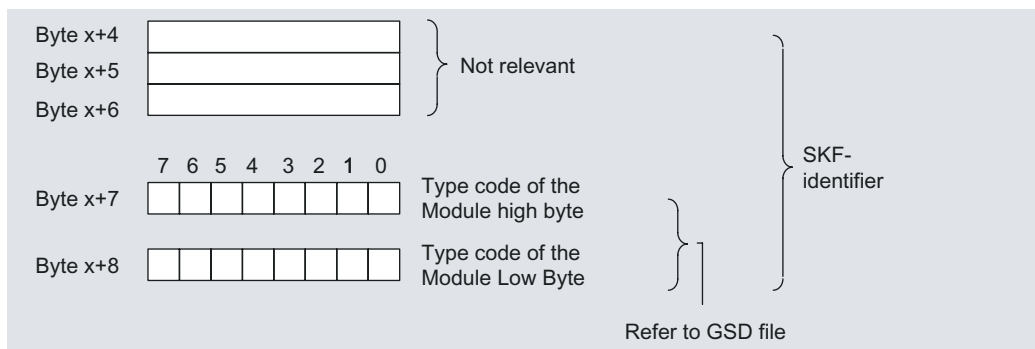 Byte x+4
Byte x+5
Not relevant
Byte x+6
7 6 5 4 3 2 1 0
SKF-
identifier
Byte x+7
Type code of the
Module high byte
Byte x+8
Type code of the
Module Low Byte
Refer to GSD file